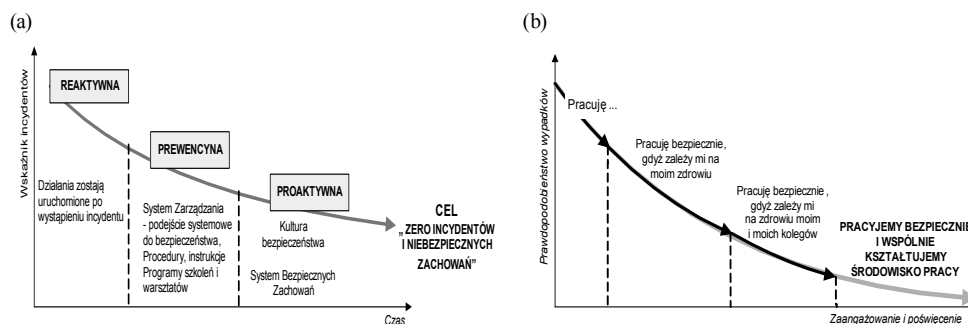 (a)
Wskaźnik incydentów
REAKTYWNA
PREWENCYJNA
PROAKTYWNA
Działania zostają
uruchomione po
wystąpieniu incydentu
System Zarządzania
- podejście systemowe
do bezpieczeństwa,
Procedury, instrukcje
Programy szkoleń i
warsztatów
Kultura
bezpieczeństwa
System Bezpiecznych
Zachowań
CEL
„ZERO INCYDENTÓW
I NIEBEZPIECZNYCH
ZACHOWAŃ”
Czas
(b)
Prawdopodobieństwo wypadków
Pracuję ...
Pracuję bezpiecznie,
gdyż zależy mi na
moim zdrowiu
Pracuję bezpiecznie ,
gdyż zależy mi
na zdrowiu moim
i moich kolegów
PRACYJEMY BEZPIECZNIE
I WSPÓLNIE
KSZTAŁTUJEMY
ŚRODOWISKO PRACY
Zaangażowanie i poświęcenie